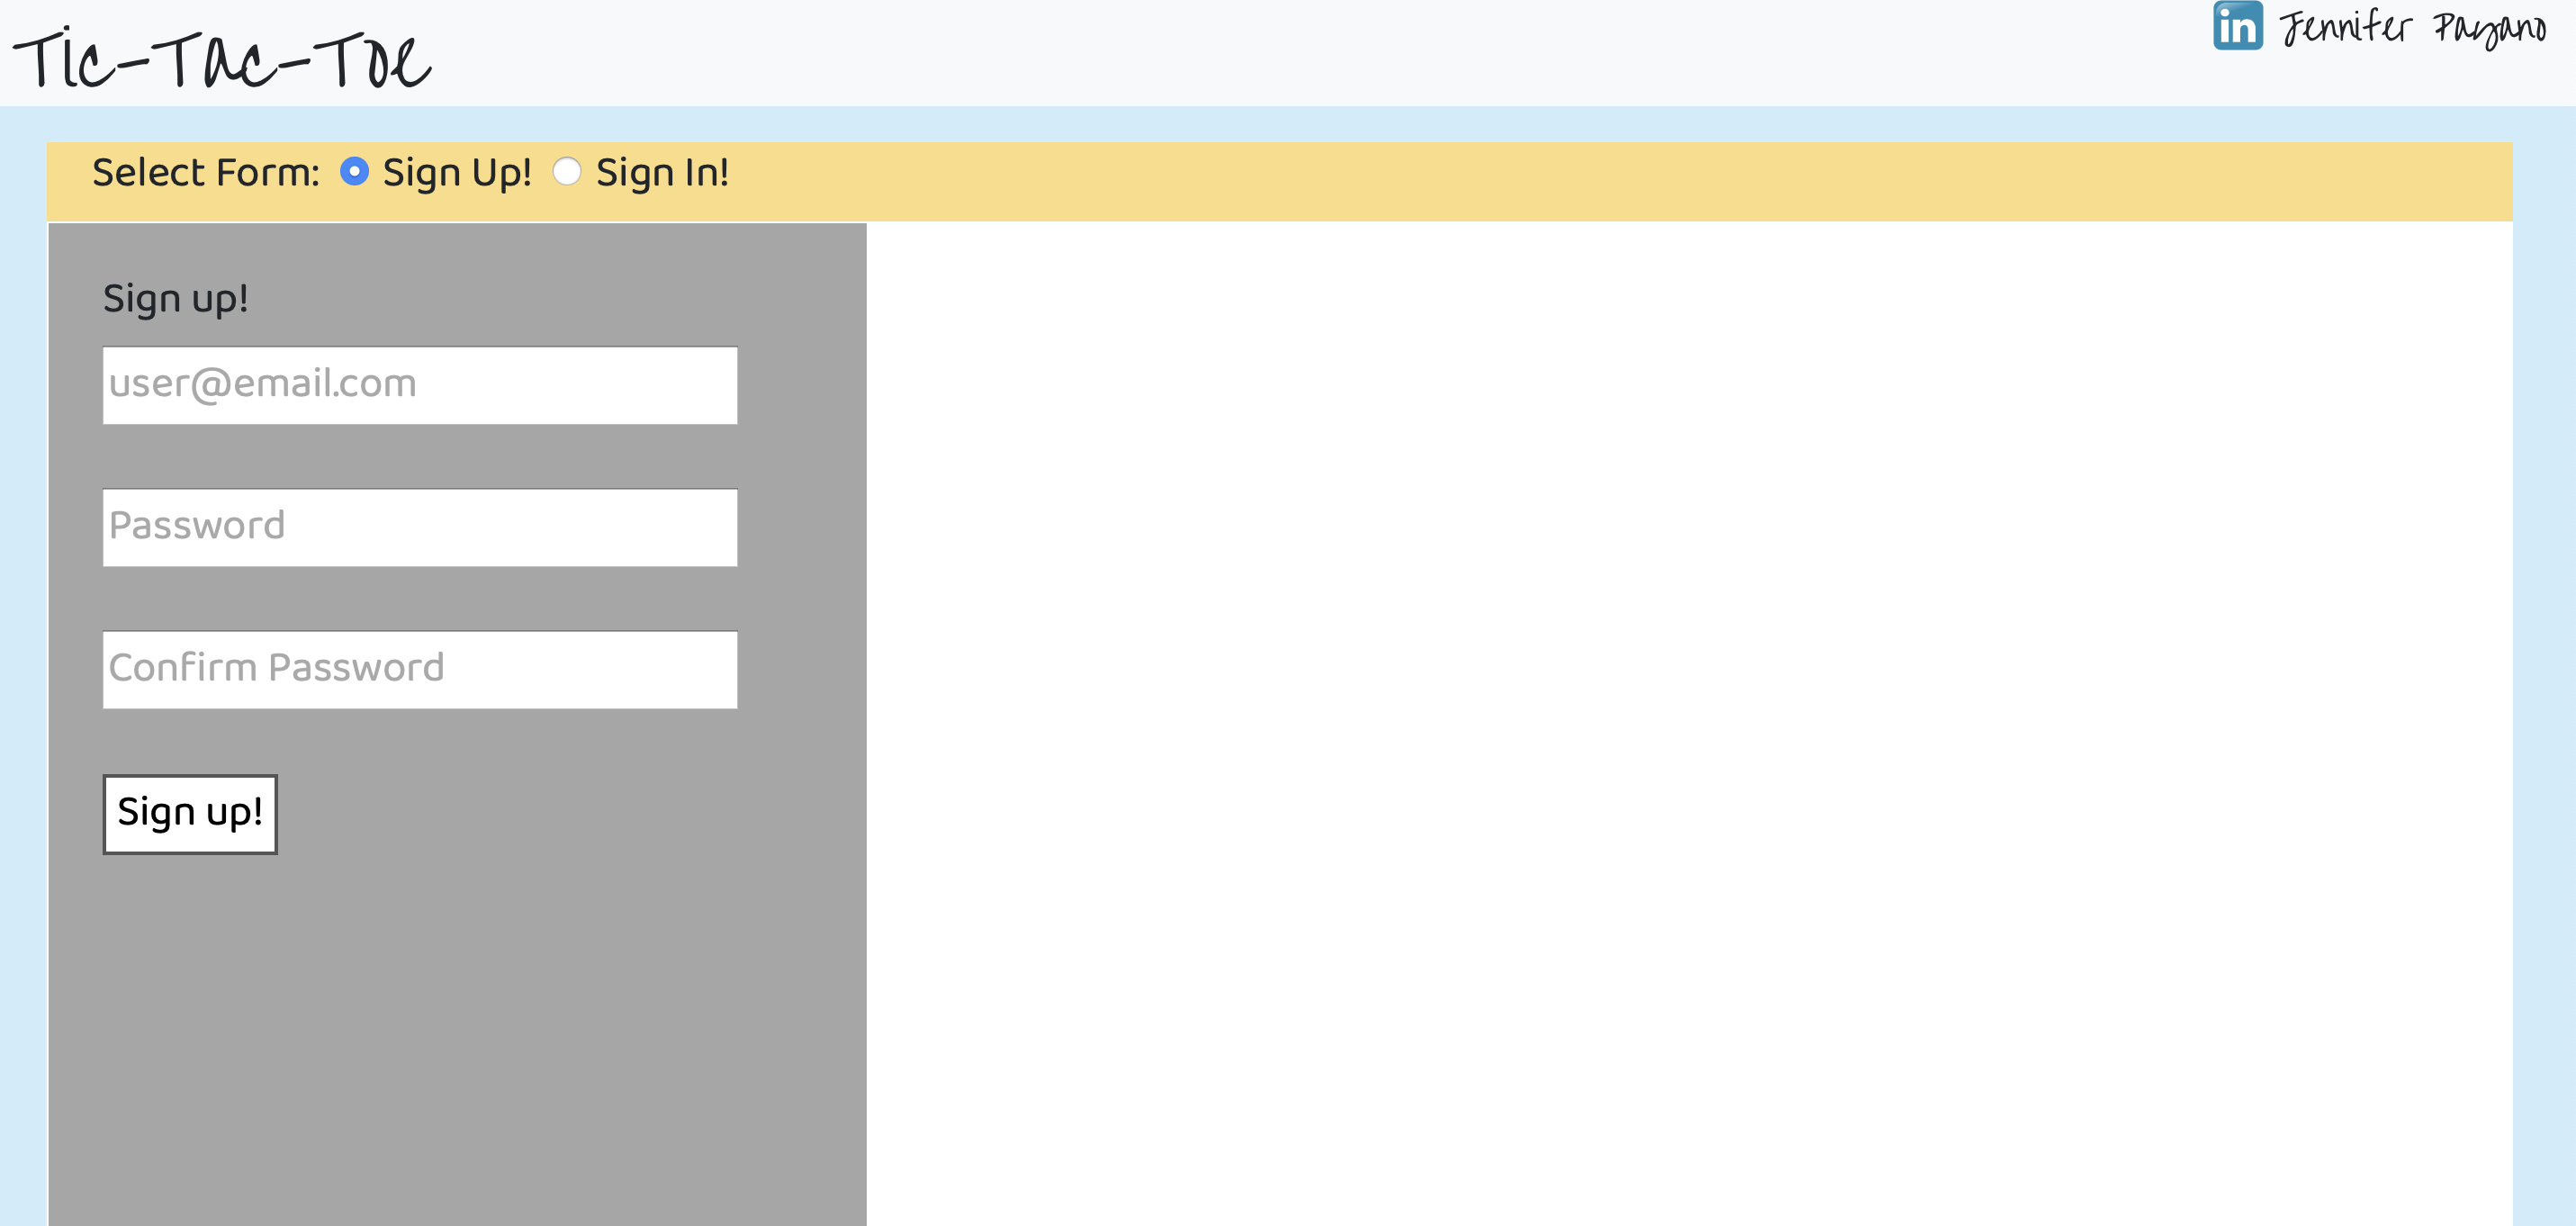 Tic-Tac-Toe
in Jennifer Pagano
Select Form: Sign Up! Sign In!
Sign up!
user@email.com
Password
Confirm Password
Sign up!